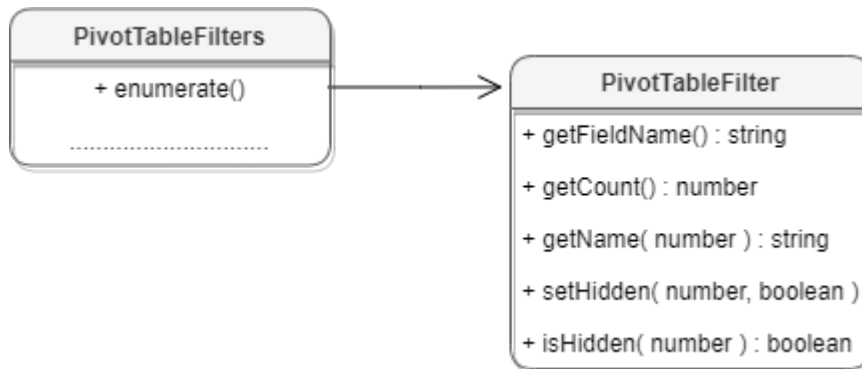 PivotTableFilters
+ enumerate()
PivotTableFilter
+ getFieldName() : string
+ getCount() : number
+ getName( number ) : string
+ setHidden( number, boolean )
+ isHidden( number ) : boolean